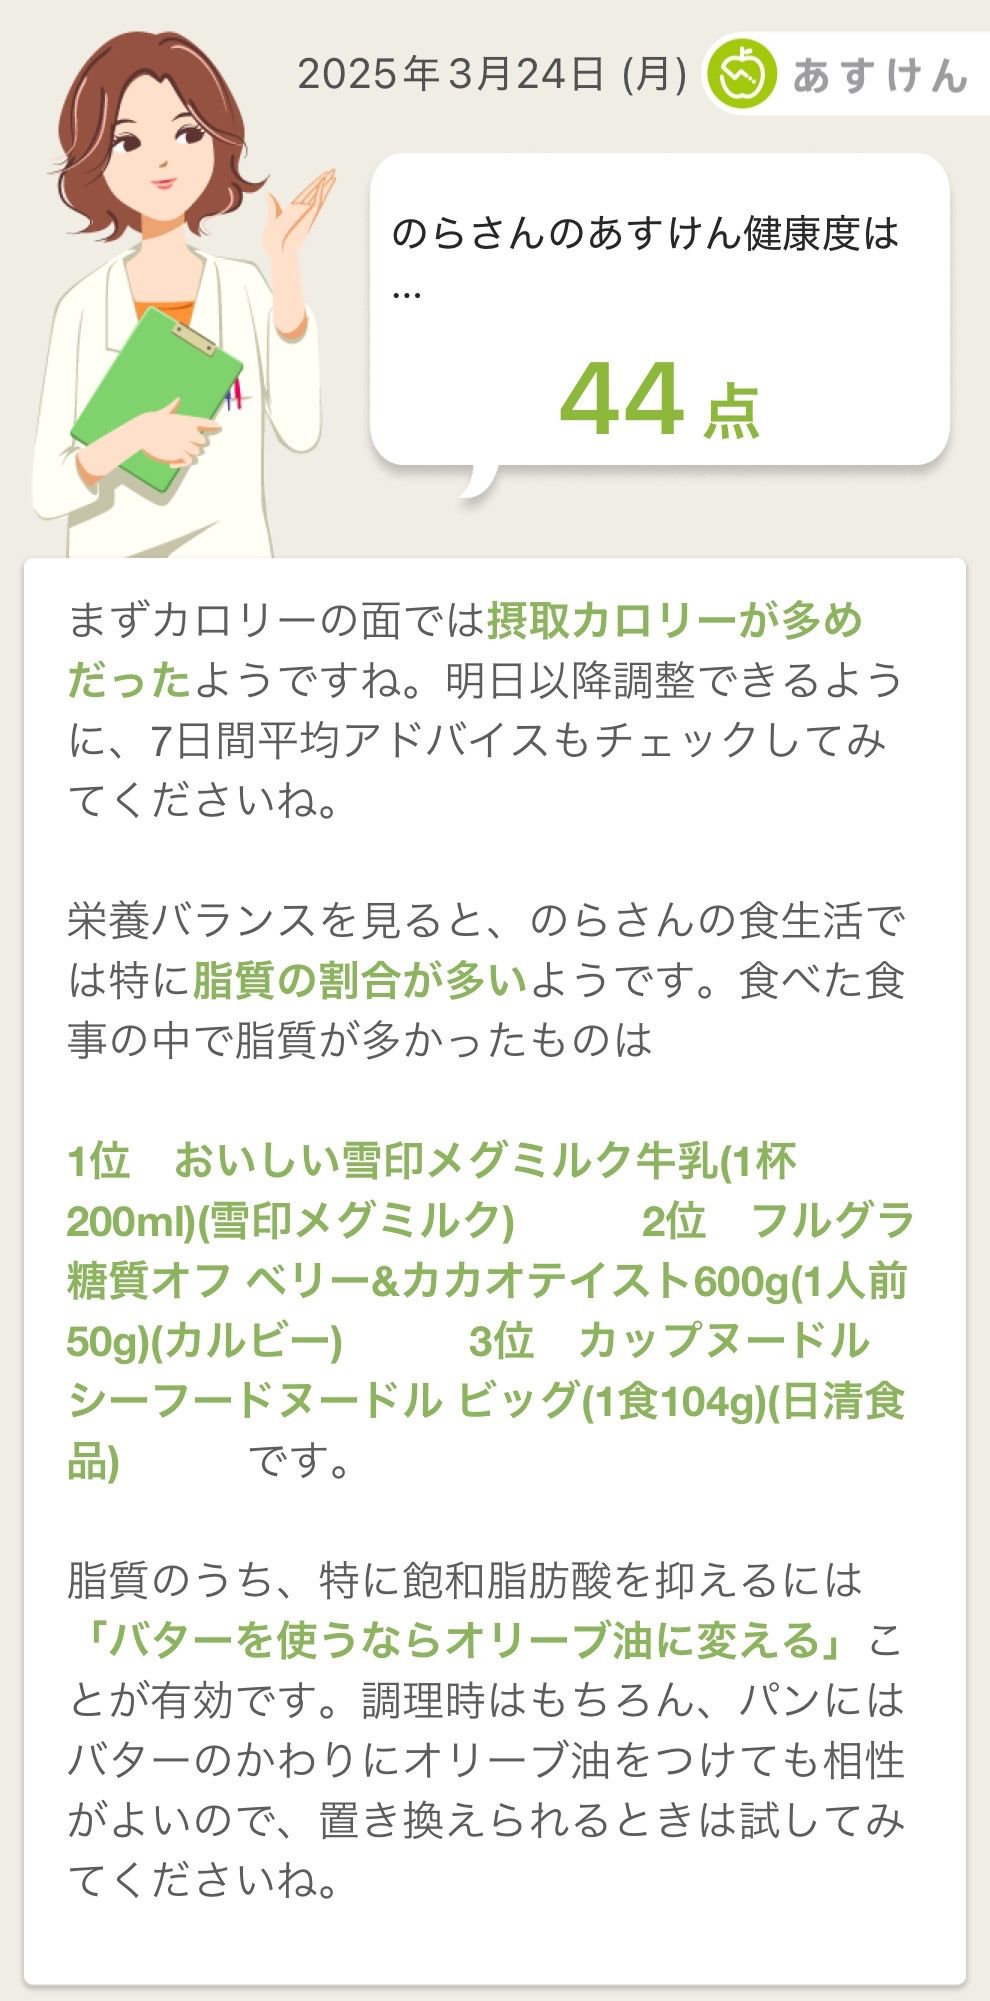 2025年3月24日 (月)
あすけん
のらさんのあすけん健康度は
...
44 点
まずカロリーの面では摂取カロリーが多め
だったようですね。明日以降調整できるよう
に、7日間平均アドバイスもチェックしてみ
てくださいね。
栄養バランスを見ると、のらさんの食生活で
は特に脂質の割合が多いようです。食べた食
事の中で脂質が多かったものは
1位　おいしい雪印メグミルク牛乳(1杯
200ml)(雪印メグミルク)　　　2位　フルグラ
糖質オフ ベリー&カカオテイスト600g(1人前
50g)(カルビー)　　　3位　カップヌードル
シーフードヌードル ビッグ(1食104g)(日清食
品)　　　です。
脂質のうち、特に飽和脂肪酸を抑えるには
「バターを使うならオリーブ油に変える」こ
とが有効です。調理時はもちろん、パンには
バターのかわりにオリーブ油をつけても相性
がよいので、置き換えられるときは試してみ
てくださいね。